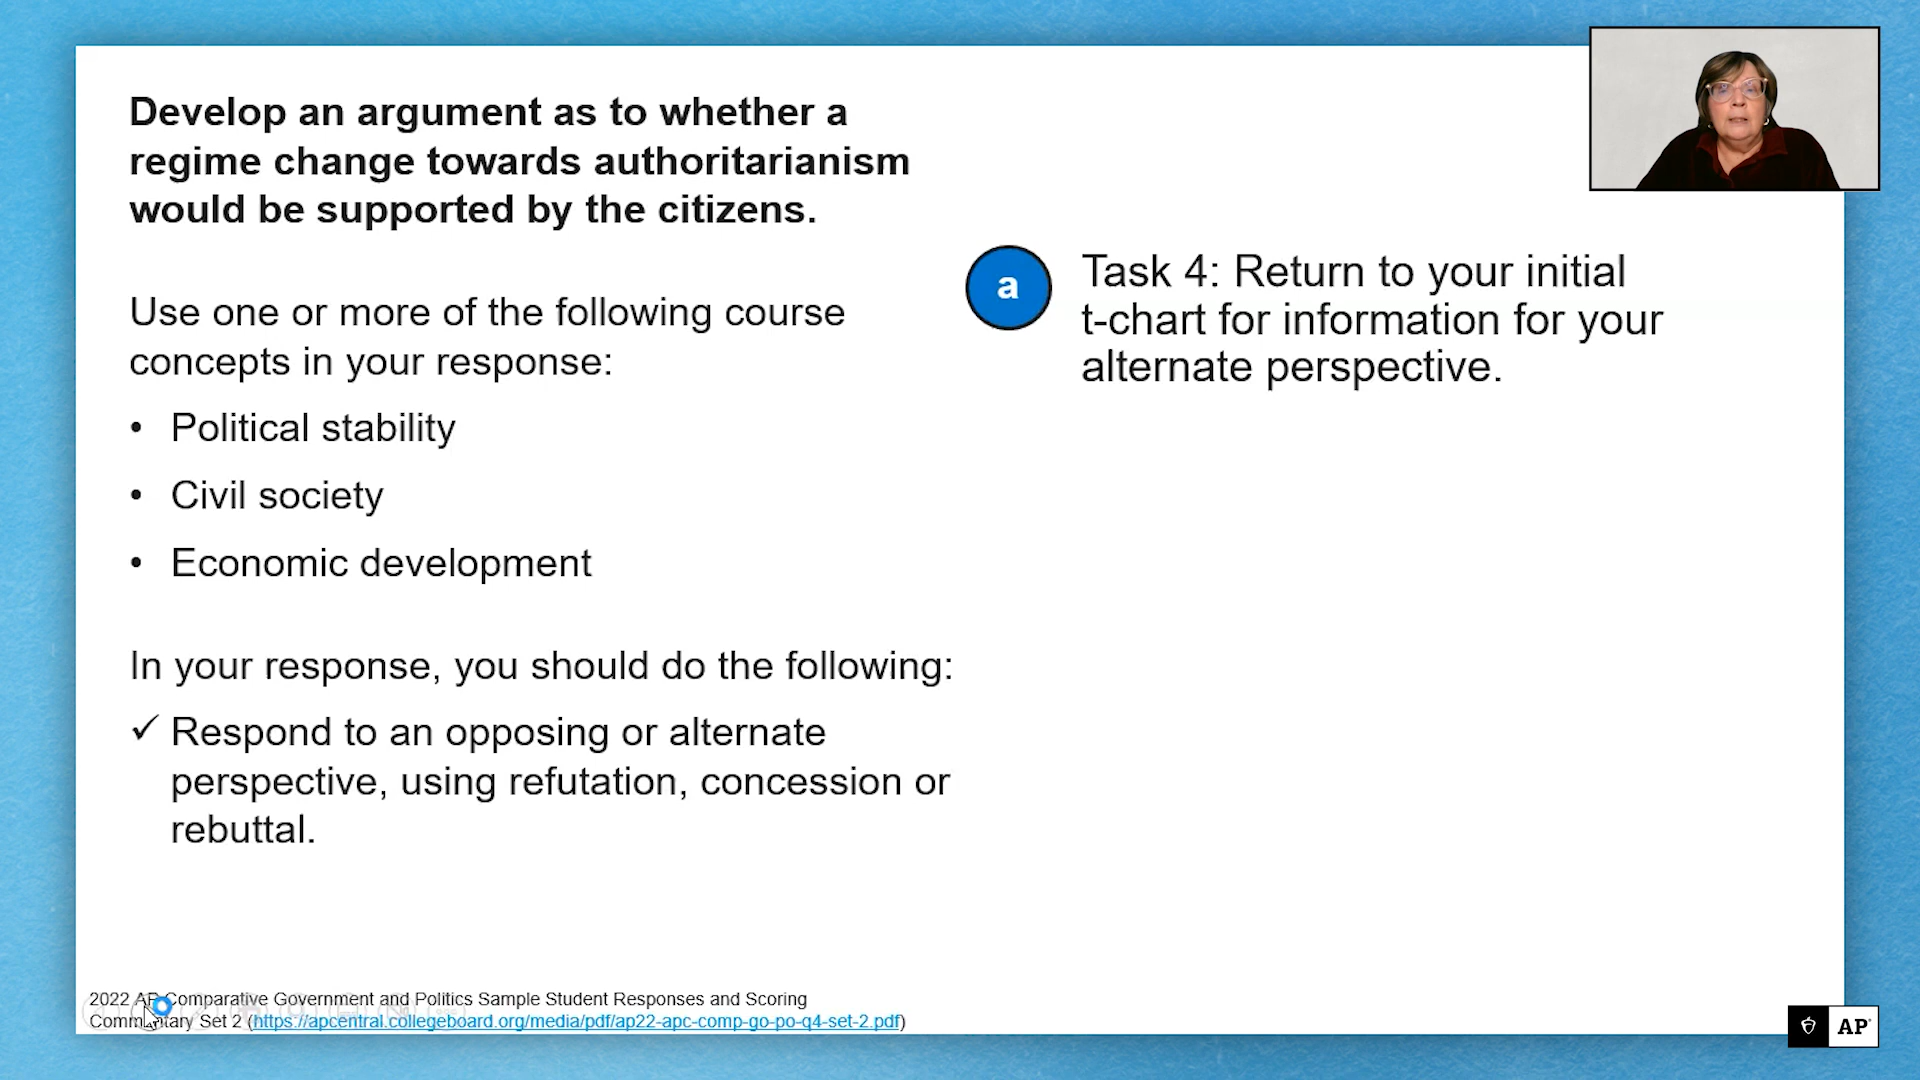 Develop an argument as to whether a
regime change towards authoritarianism
would be supported by the citizens.
Use one or more of the following course
concepts in your response:
• Political stability
• Civil society
• Economic development
In your response, you should do the following:
✓ Respond to an opposing or alternate
perspective, using refutation, concession or
rebuttal.
a
Task 4: Return to your initial
t-chart for information for your
alternate perspective.
2022 AP Comparative Government and Politics Sample Student Responses and Scoring
Commentary Set 2 (https://apcentral.collegeboard.org/media/pdf/ap22-apc-comp-go-po-q4-set-2.pdf)
AP